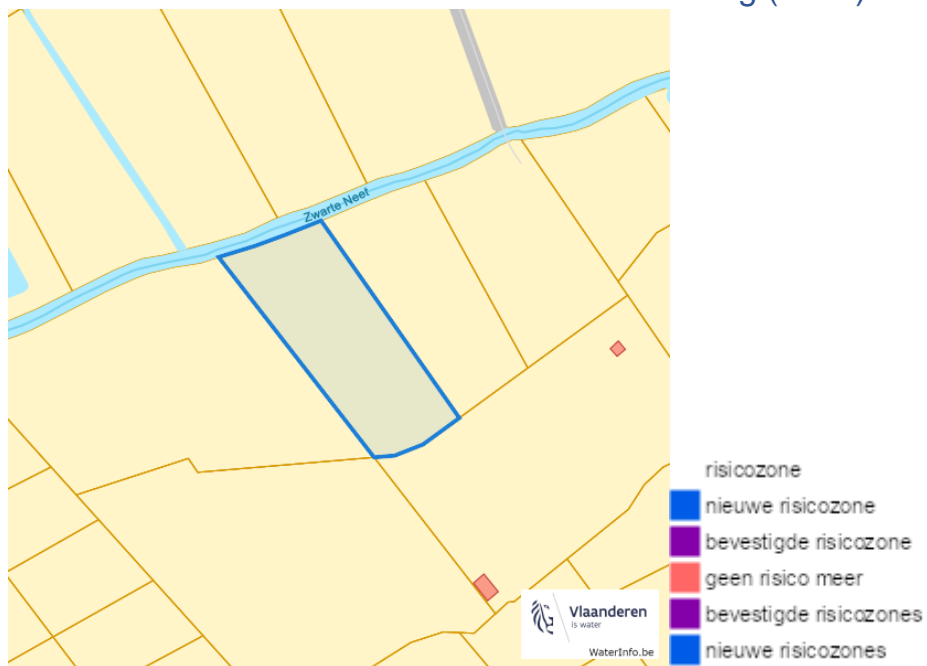 Zwarte Neet
risicozone
nieuwe risicozone
bevestigde risicozone
geen risico meer
bevestigde risicozones
nieuwe risicozones
Vlaanderen
is water
WaterInfo.be